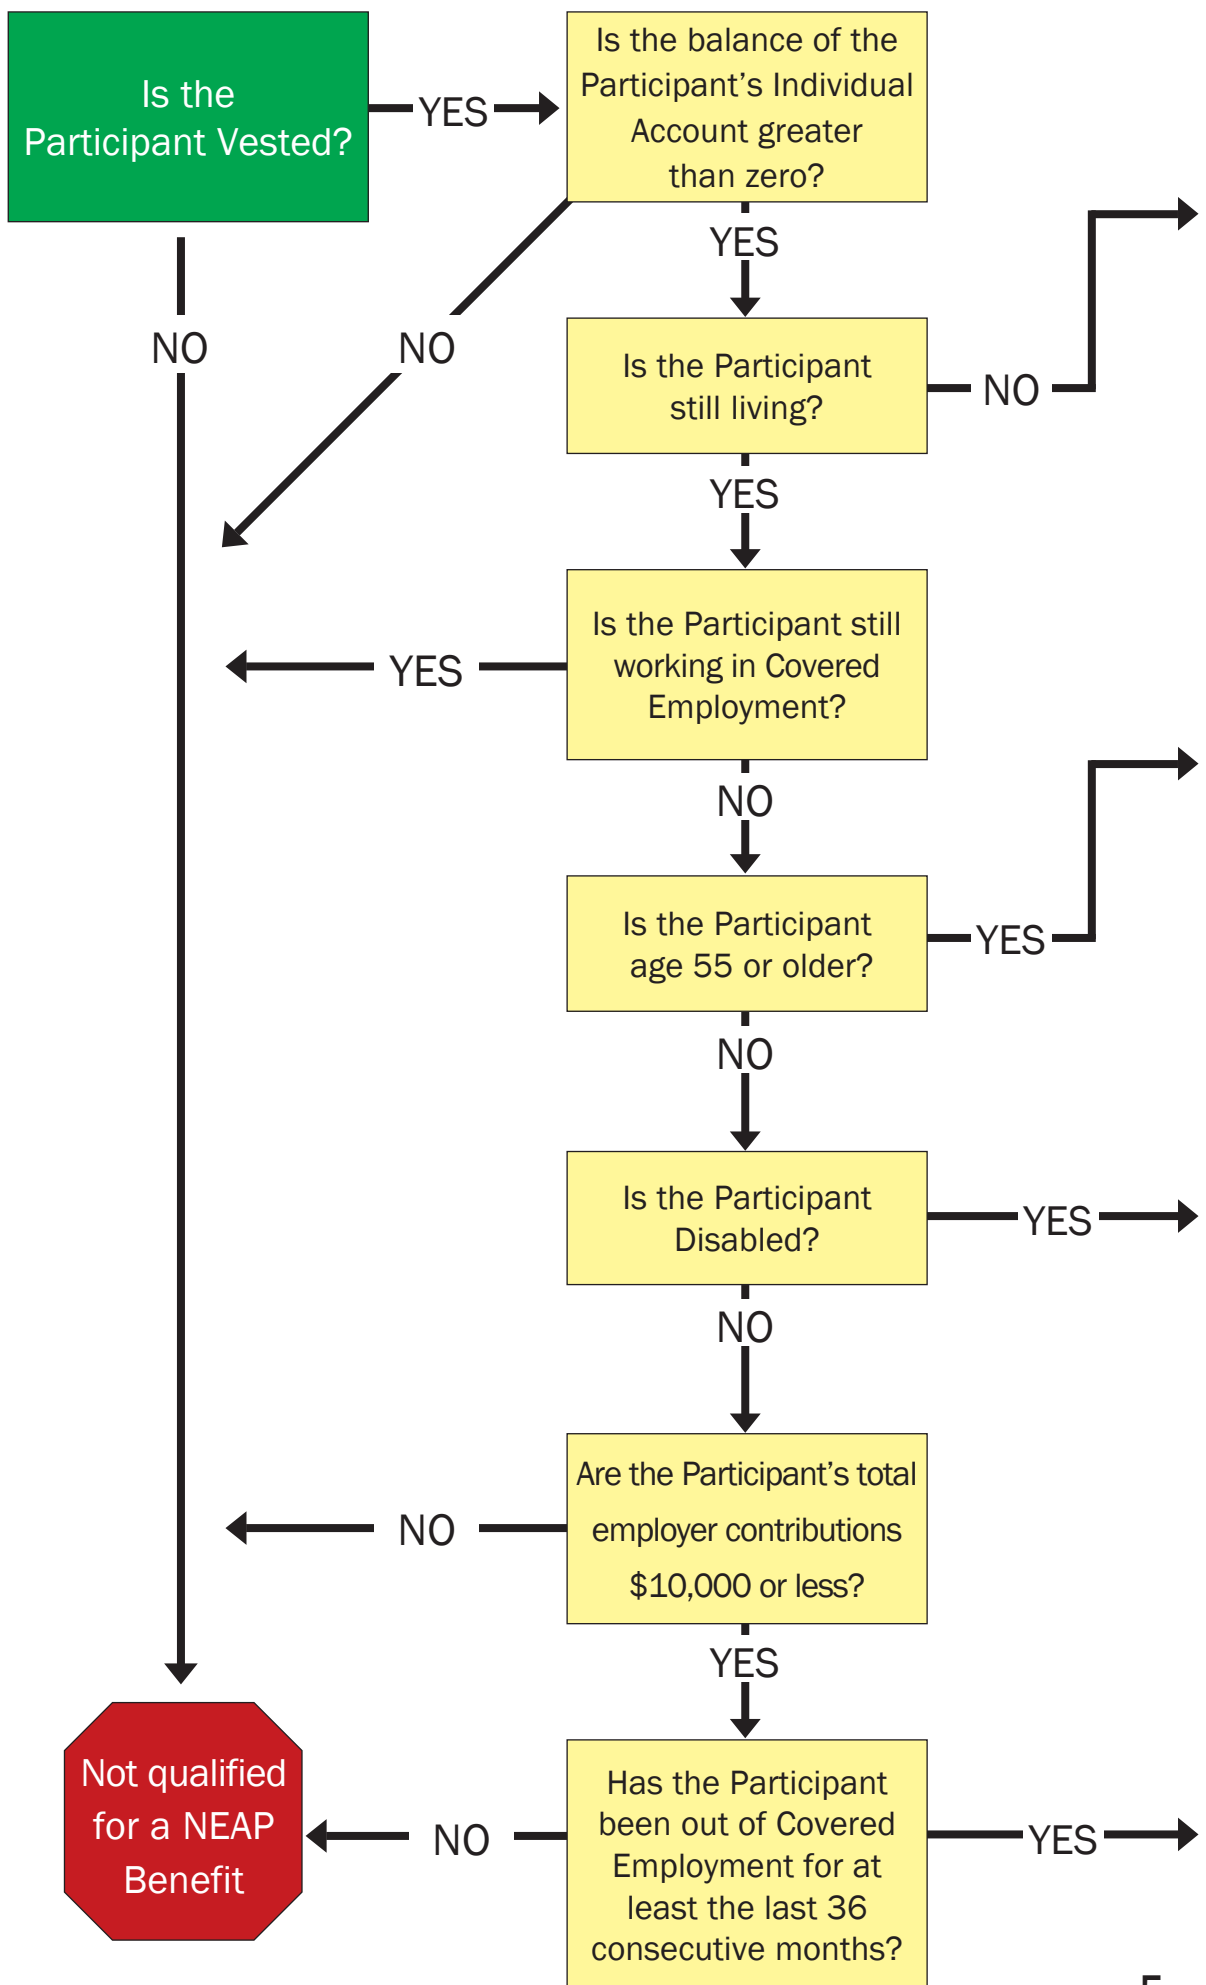 Is the
Participant Vested?
YES
Is the balance of the
Participant's Individual
Account greater
than zero?
YES
NO
NO
Is the Participant
still living?
NO
YES
Is the Participant still
working in Covered
Employment?
YES
NO
Is the Participant
age 55 or older?
YES
NO
Is the Participant
Disabled?
YES
NO
Are the Participant's total
employer contributions
$10,000 or less?
NO
YES
Not qualified
for a NEAP
Benefit
NO
Has the Participant
been out of Covered
Employment for at
least the last 36
consecutive months?
YES